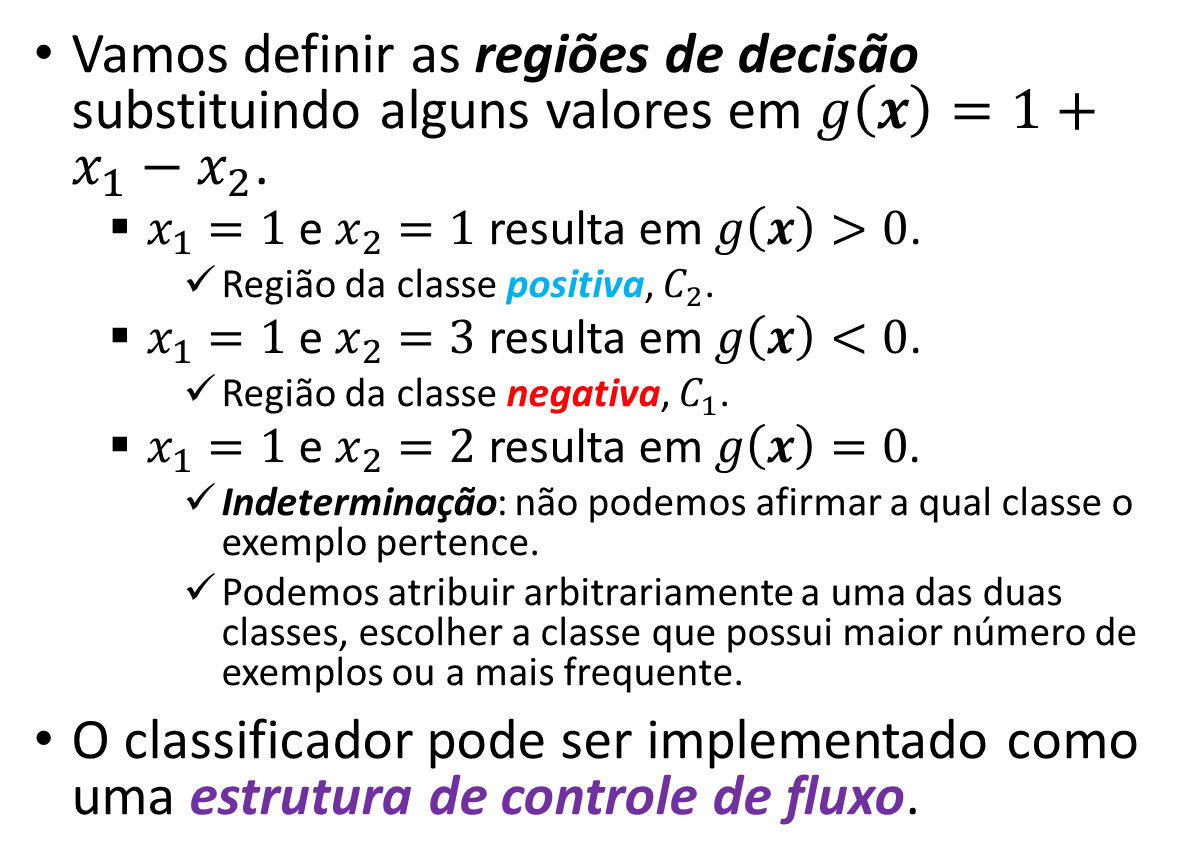 • Vamos definir as regiões de decisão
substituindo alguns valores em g(x) = 1 +
x₁ − x₂.
▪ x₁ = 1 e x₂ = 1 resulta em g(x) > 0.
✓ Região da classe positiva, C₂.
▪ x₁ = 1 e x₂ = 3 resulta em g(x) < 0.
✓ Região da classe negativa, C₁.
▪ x₁ = 1 e x₂ = 2 resulta em g(x) = 0.
✓ Indeterminação: não podemos afirmar a qual classe o
exemplo pertence.
✓ Podemos atribuir arbitrariamente a uma das duas
classes, escolher a classe que possui maior número de
exemplos ou a mais frequente.
• O classificador pode ser implementado como
uma estrutura de controle de fluxo.